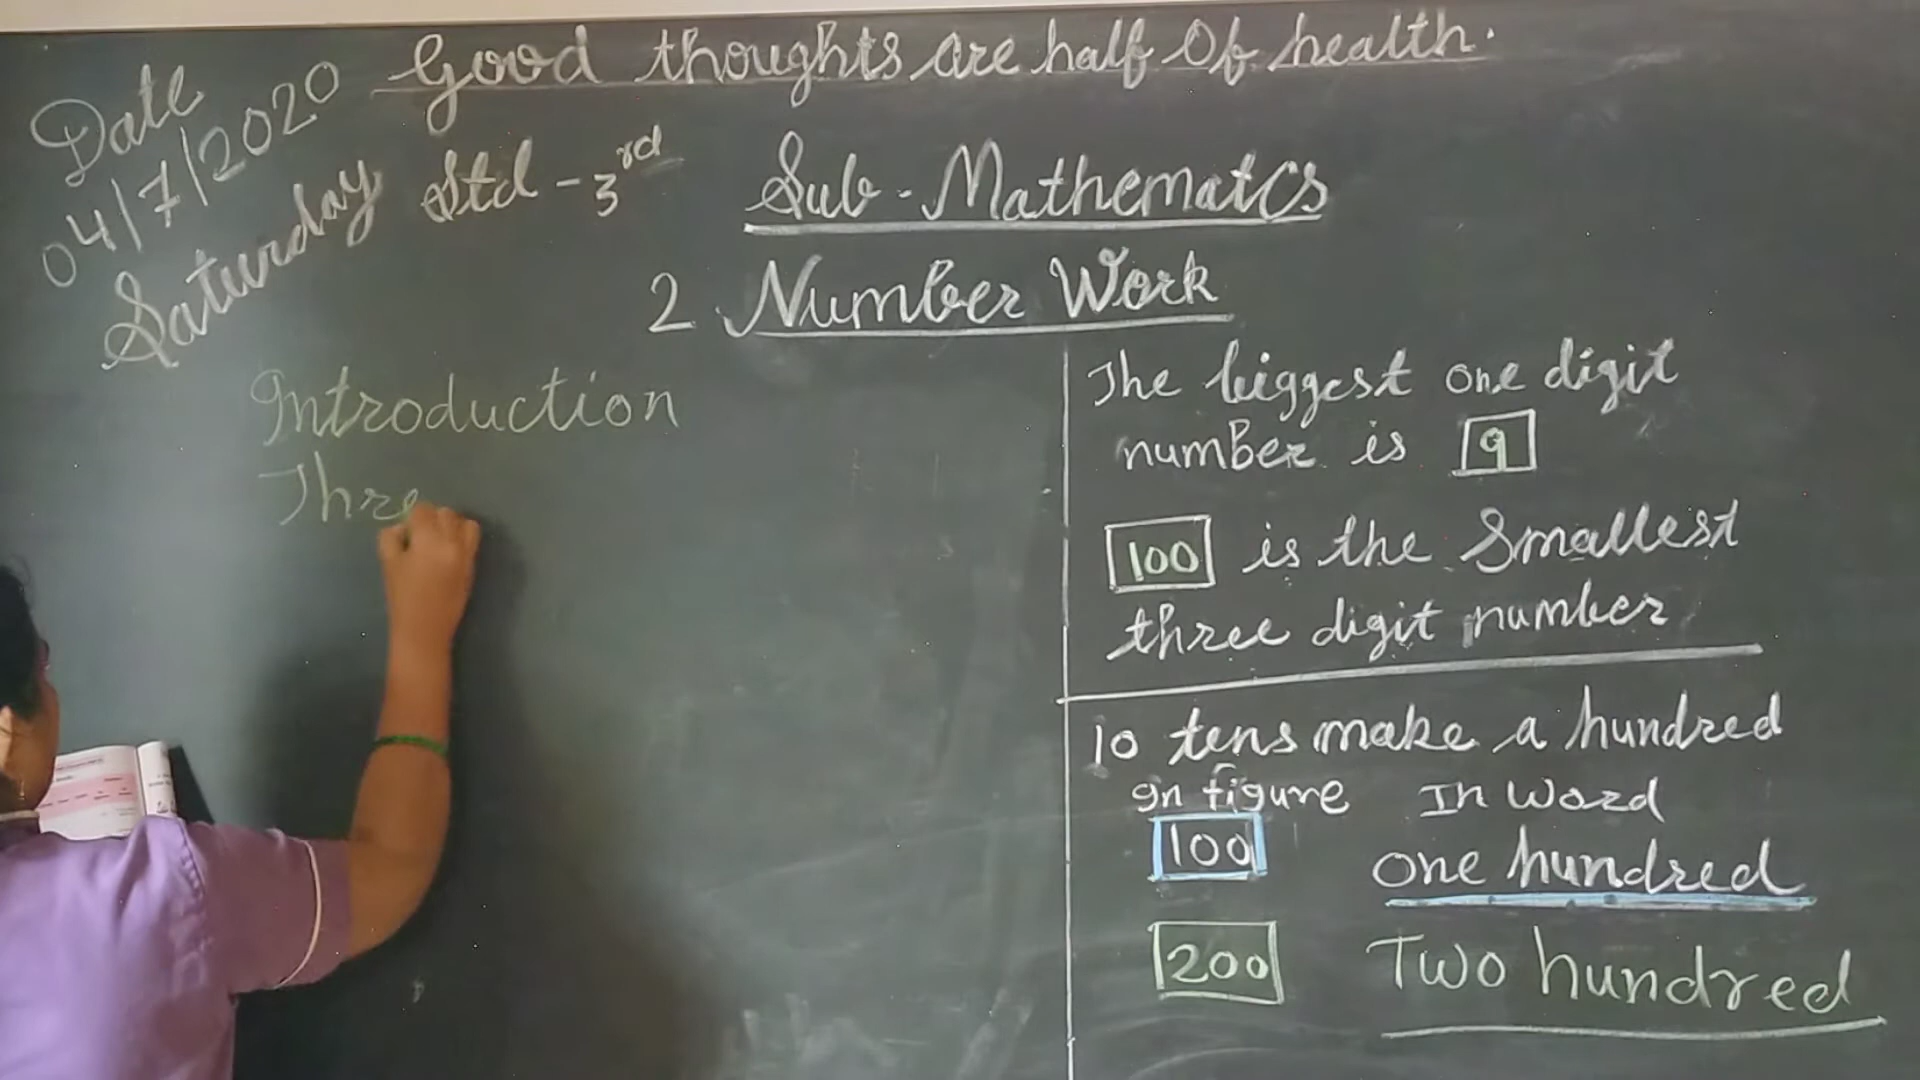 Good thoughts are half Of health.
Date
04/7/2020
Saturday
Std - 3rd
Sub - Mathematcs
2 Number Work
Introduction
Thre
The biggest one digit
number is 9
100 is the Smallest
three digit number
10 tens make a hundred
In figure In Word
100 One hundred
200 Two hundred